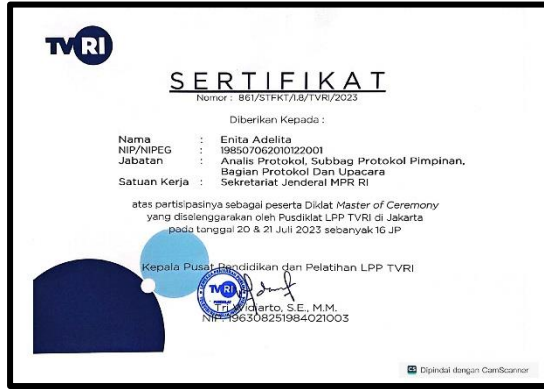 TVRI
SERTIFIKAT
Nomor : 861/STFKT/I.8/TVRI/2023
Diberikan Kepada :
Nama : Enita Adelita
NIP/NIPEG : 198507062010122001
Jabatan : Analis Protokol, Subbag Protokol Pimpinan,
Bagian Protokol Dan Upacara
Satuan Kerja : Sekretariat Jenderal MPR RI
atas partisipasinya sebagai peserta Diklat Master of Ceremony
yang diselenggarakan oleh Pusdiklat LPP TVRI di Jakarta
pada tanggal 20 & 21 Juli 2023 sebanyak 16 JP
Kepala Pusat Pendidikan dan Pelatihan LPP TVRI
TVRI
Tri Widiarto, S.E., M.M.
NIP. 196308251984021003
CS Dipindai dengan CamScanner